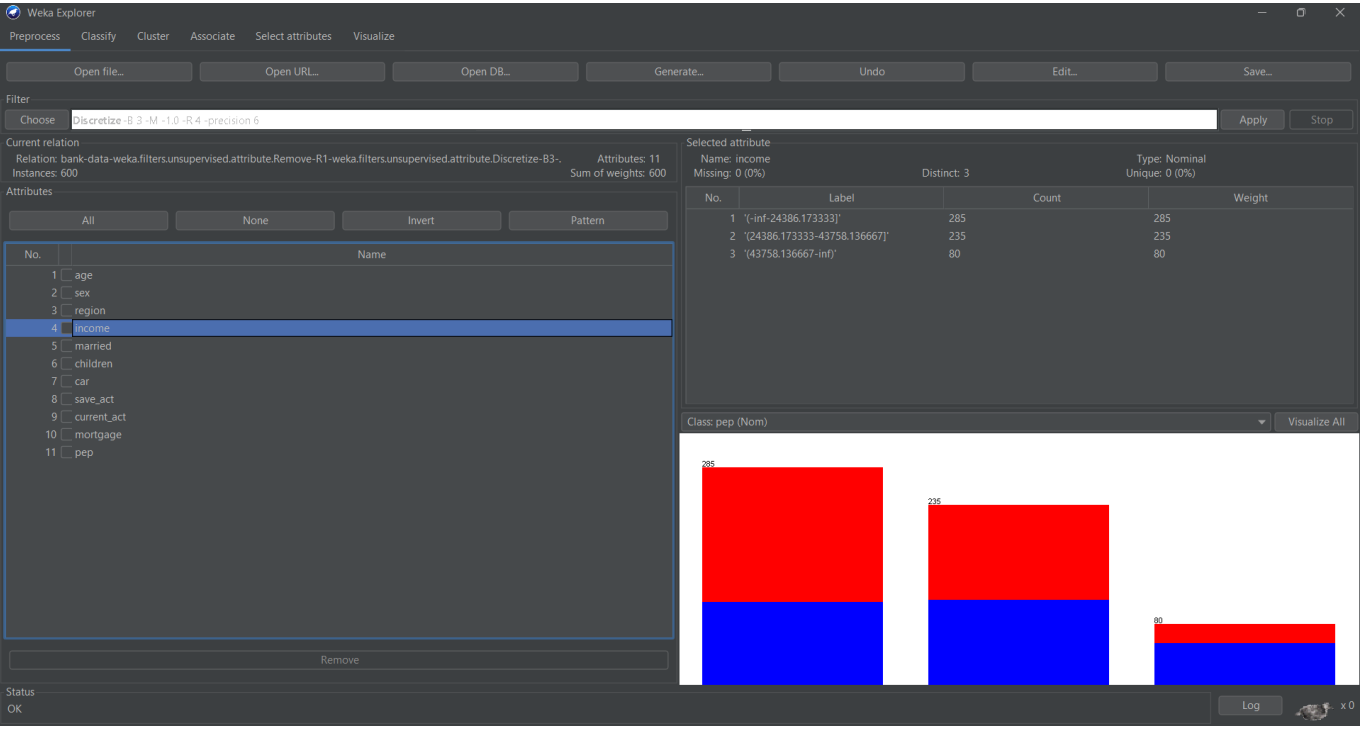 Weka Explorer
Preprocess Classify Cluster Associate Select attributes Visualize
Open file... Open URL... Open DB... Generate... Undo Edit... Save...
Filter
Choose Discretize -B 3 -M -1.0 -R 4 -precision 6 Apply Stop
Current relation
Relation: bank-data-weka.filters.unsupervised.attribute.Remove-R1-weka.filters.unsupervised.attribute.Discretize-B3-. Attributes: 11
Instances: 600 Sum of weights: 600
Attributes
All None Invert Pattern
No. Name
1 age
2 sex
3 region
4 income
5 married
6 children
7 car
8 save_act
9 current_act
10 mortgage
11 pep
Remove
Selected attribute
Name: income Type: Nominal
Missing: 0 (0%) Distinct: 3 Unique: 0 (0%)
No. Label Count Weight
1 '(-inf-24386.173333]' 285 285
2 '(24386.173333-43758.136667]' 235 235
3 '(43758.136667-inf)' 80 80
Class: pep (Nom) Visualize All
285
235
80
Status
OK
Log x 0